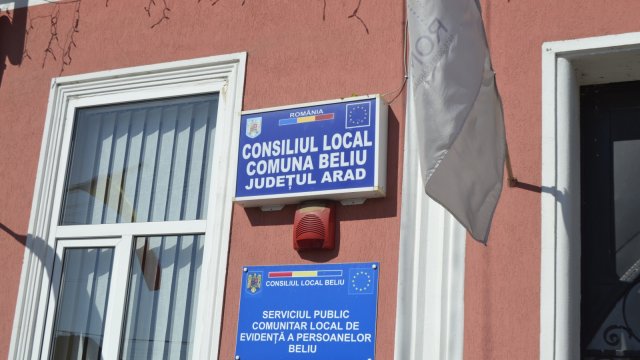 ROMÂNIA
CONSILIUL LOCAL
COMUNA BELIU
JUDEȚUL ARAD
CONSILIUL LOCAL BELIU
SERVICIUL PUBLIC
COMUNITAR LOCAL DE
EVIDENȚĂ A PERSOANELOR
BELIU